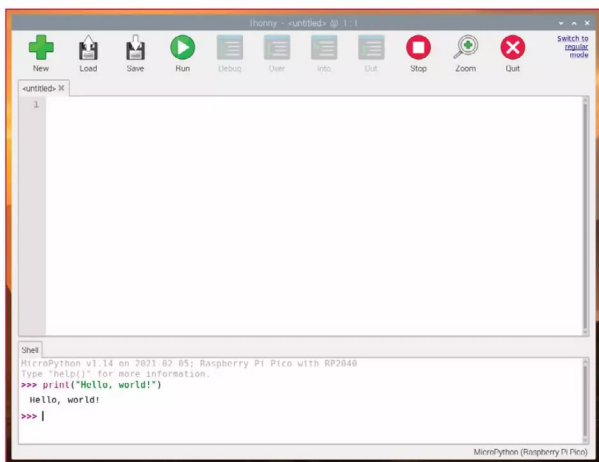 Thonny - <untitled> @ 1 : 1
New
Load
Save
Run
Debug
Over
Into
Out
Stop
Zoom
Quit
Switch to
regular
mode
<untitled>
1
Shell
MicroPython v1.14 on 2021-02-05; Raspberry Pi Pico with RP2040
Type "help()" for more information.
>>> print("Hello, world!")
Hello, world!
>>>
MicroPython (Raspberry Pi Pico)